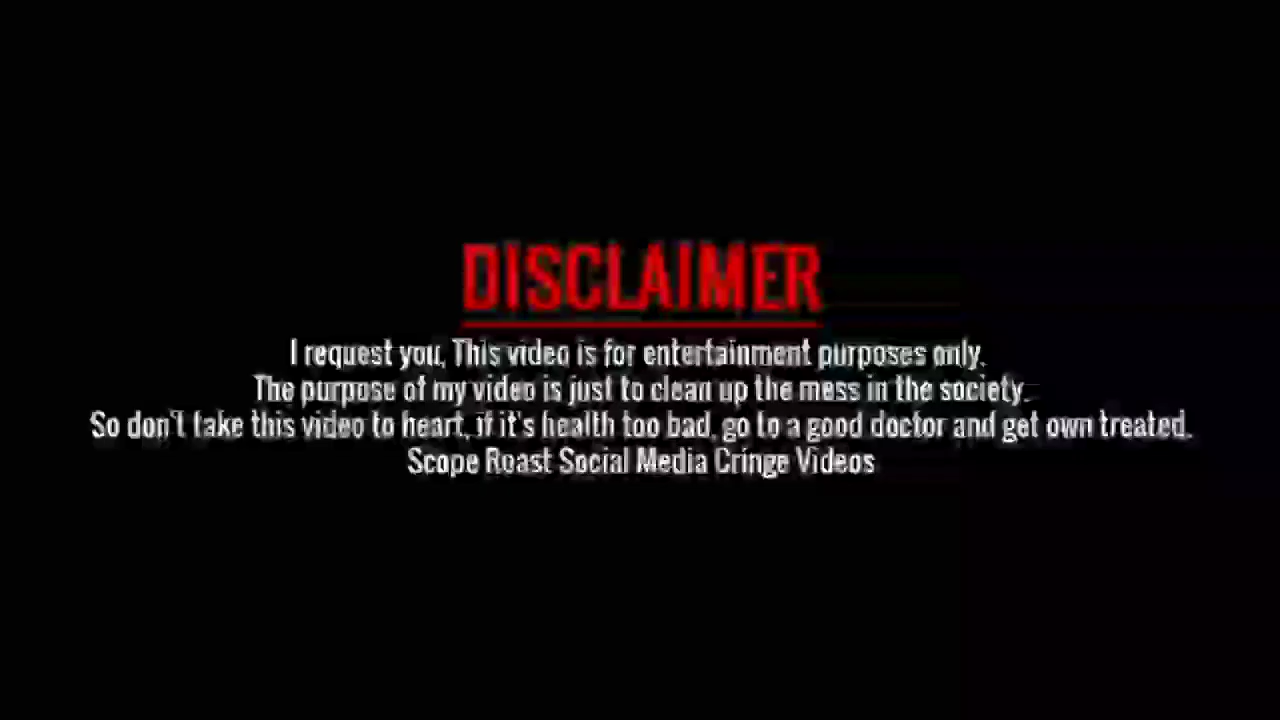 DISCLAIMER
I request you, This video is for entertainment purposes only.
The purpose of my video is just to clean up the mess in the society.
So don't take this video to heart, if it's health too bad, go to a good doctor and get own treated.
Scope Roast Social Media Cringe Videos